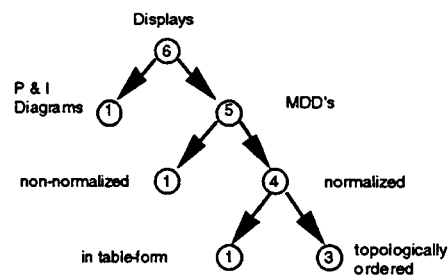 Displays
6
P & I
Diagrams
1
5
MDD's
non-normalized
1
4
normalized
in table-form
1
3
topologically
ordered